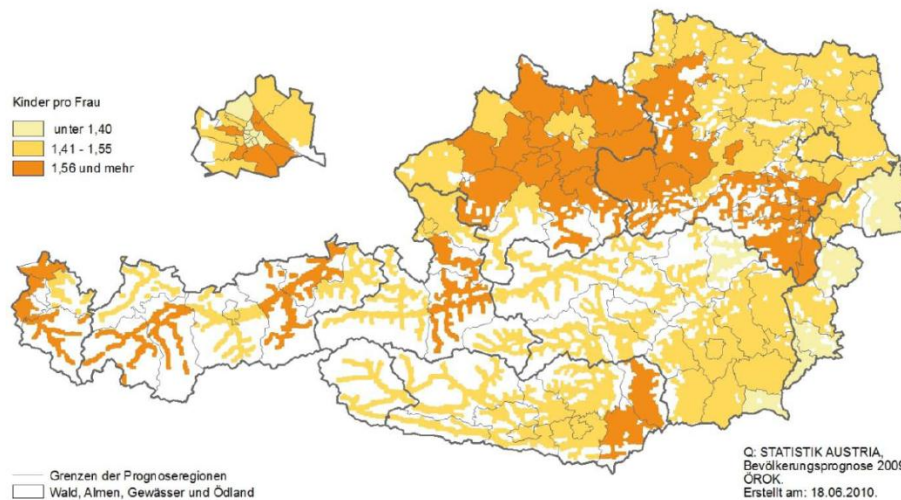 Kinder pro Frau
unter 1,40
1,41 - 1,55
1,56 und mehr
Grenzen der Prognoseregionen
Wald, Almen, Gewässer und Ödland
Q: STATISTIK AUSTRIA,
Bevölkerungsprognose 2009
ÖROK.
Erstellt am: 18.06.2010.